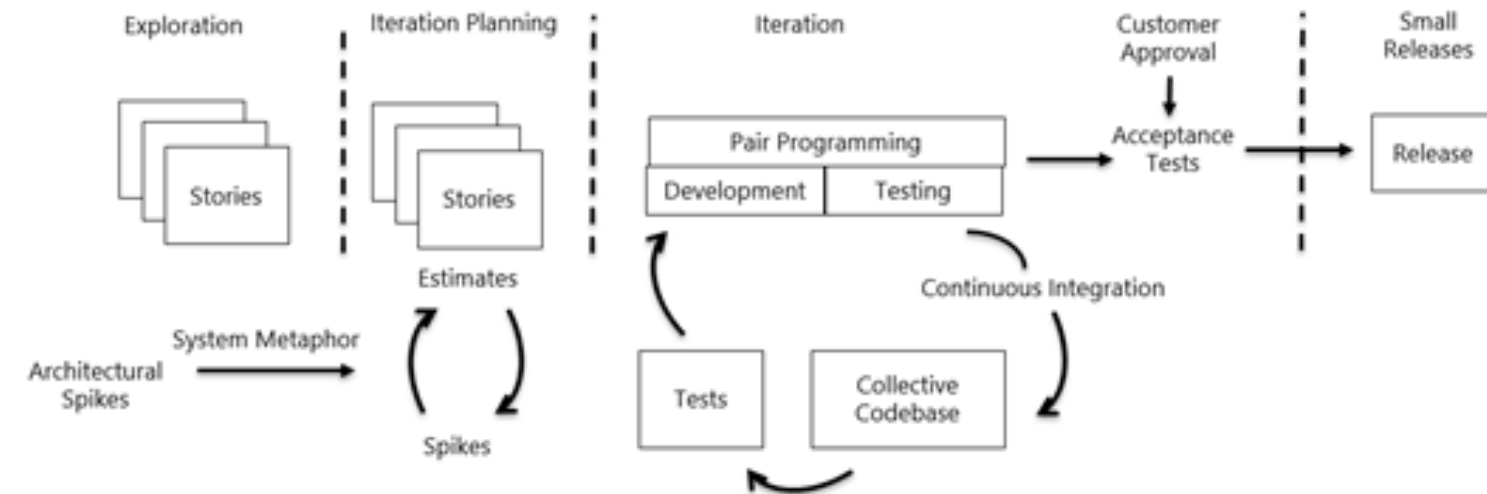 Exploration
Iteration Planning
Iteration
Customer
Approval
Small
Releases
Stories
Stories
Pair Programming
Development
Testing
Acceptance
Tests
Release
Estimates
Continuous Integration
System Metaphor
Architectural
Spikes
Spikes
Tests
Collective
Codebase